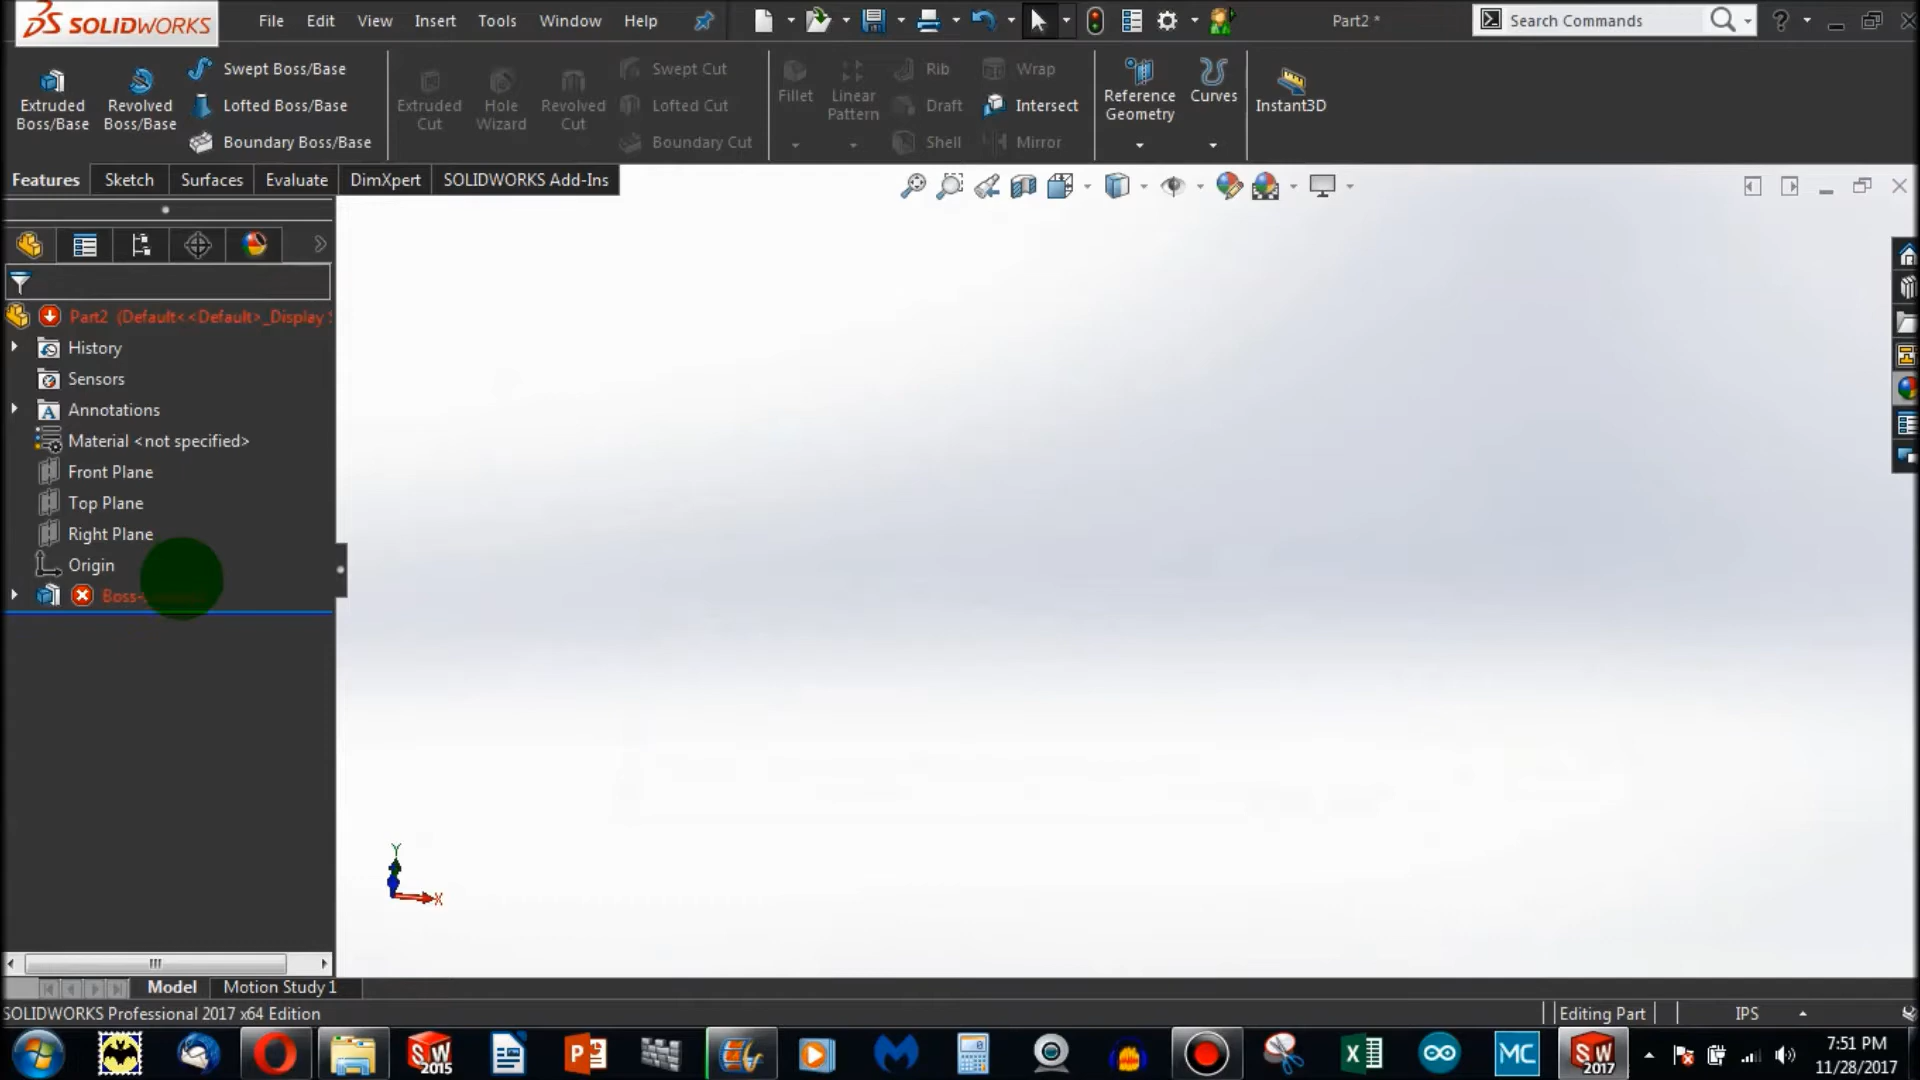 SOLIDWORKS File Edit View Insert Tools Window Help Part2 * Search Commands
Extruded Boss/Base
Revolved Boss/Base
Swept Boss/Base
Lofted Boss/Base
Boundary Boss/Base
Extruded Cut
Hole Wizard
Revolved Cut
Swept Cut
Lofted Cut
Boundary Cut
Fillet
Linear Pattern
Rib
Draft
Shell
Wrap
Intersect
Mirror
Reference Geometry
Curves
Instant3D
Features Sketch Surfaces Evaluate DimXpert SOLIDWORKS Add-Ins
Part2 (Default<<Default>_Display
History
Sensors
Annotations
Material <not specified>
Front Plane
Top Plane
Right Plane
Origin
Boss-
Y
X
Model Motion Study 1
SOLIDWORKS Professional 2017 x64 Edition Editing Part IPS
SW 2015
MC
SW 2017
7:51 PM
11/28/2017